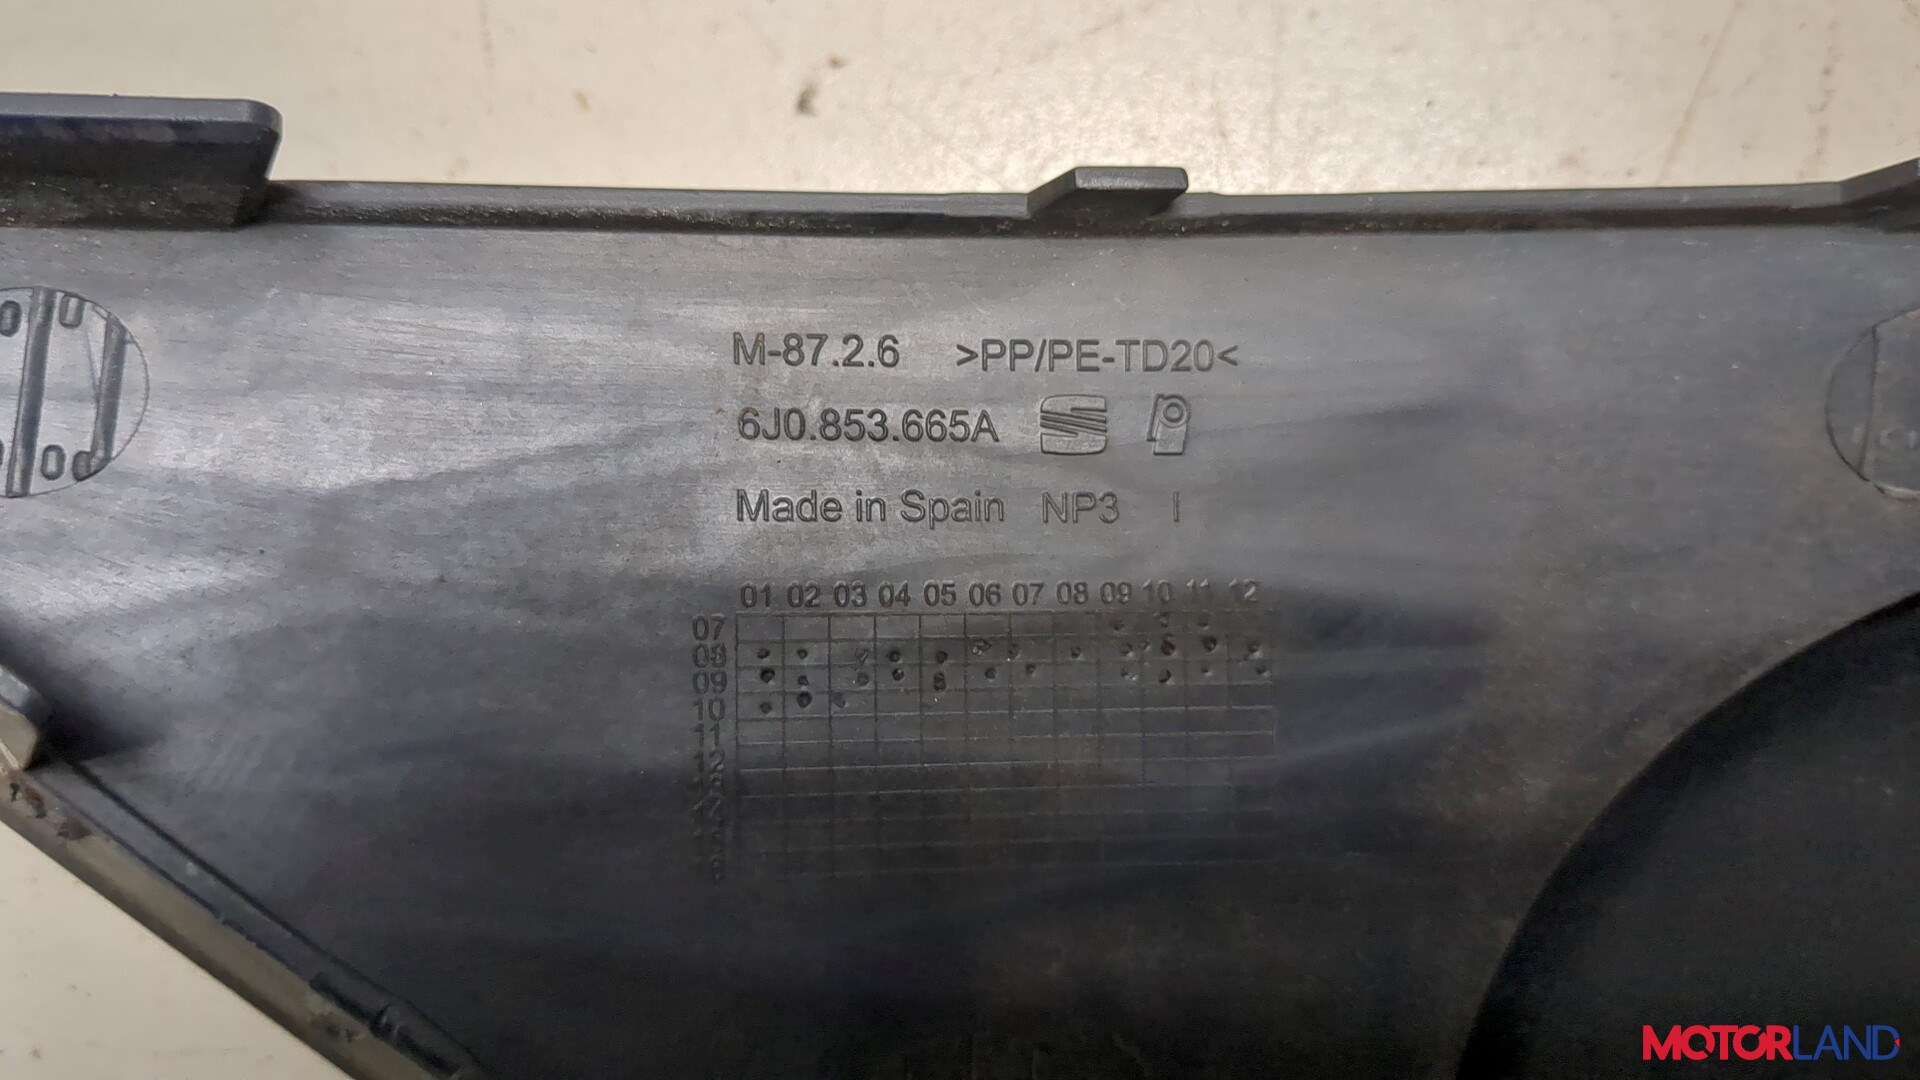 M-87.2.6 >PP/PE-TD20<
6J0.853.665A
Made in Spain NP3 I
01 02 03 04 05 06 07 08 09 10 11 12
07
08
09
10
11
MOTORLAND